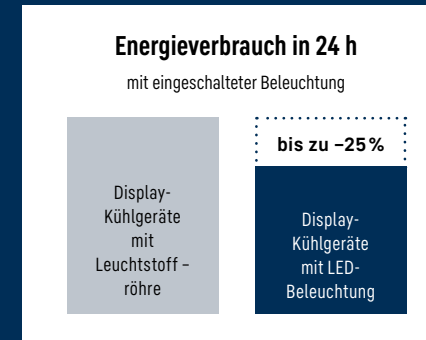 Energieverbrauch in 24 h
mit eingeschalteter Beleuchtung
Display-
Kühlgeräte
mit
Leuchtstoff –
röhre
bis zu –25 %
Display-
Kühlgeräte
mit LED-
Beleuchtung